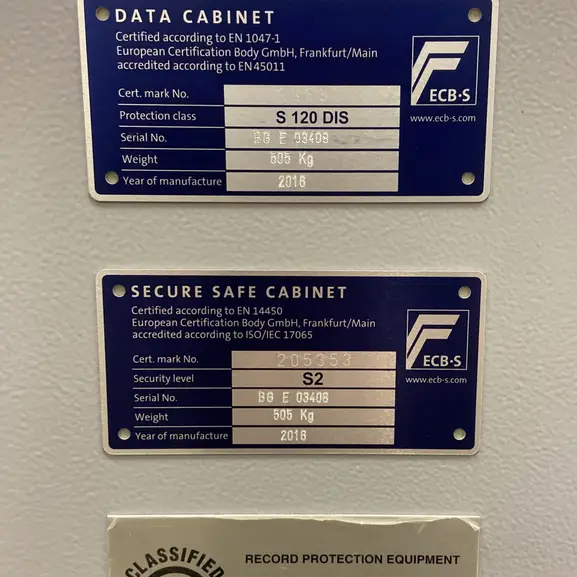 DATA CABINET
Certified according to EN 1047-1
European Certification Body GmbH, Frankfurt/Main
accredited according to EN 45011
ECB·S
www.ecb-s.com
Cert. mark No.
Protection class S 120 DIS
Serial No. BG E 03408
Weight 505 Kg
Year of manufacture 2016
SECURE SAFE CABINET
Certified according to EN 14450
European Certification Body GmbH, Frankfurt/Main
accredited according to ISO/IEC 17065
ECB·S
www.ecb-s.com
Cert. mark No. 205353
Security level S2
Serial No. BG E 03408
Weight 505 Kg
Year of manufacture 2016
CLASSIFIED
RECORD PROTECTION EQUIPMENT